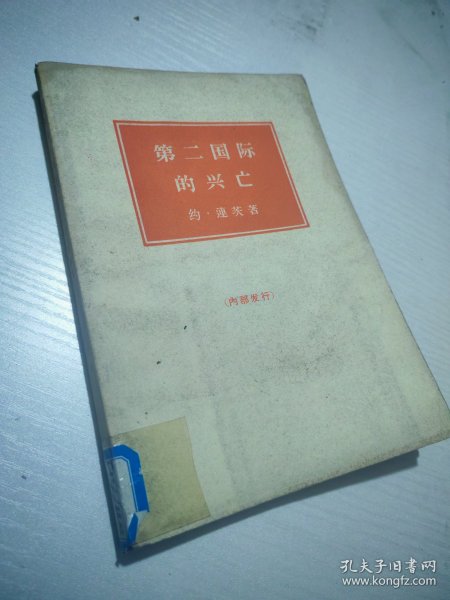 第二国际
的兴亡
约·連茨著
(内部发行)
孔夫子旧书网
www.kongfz.com